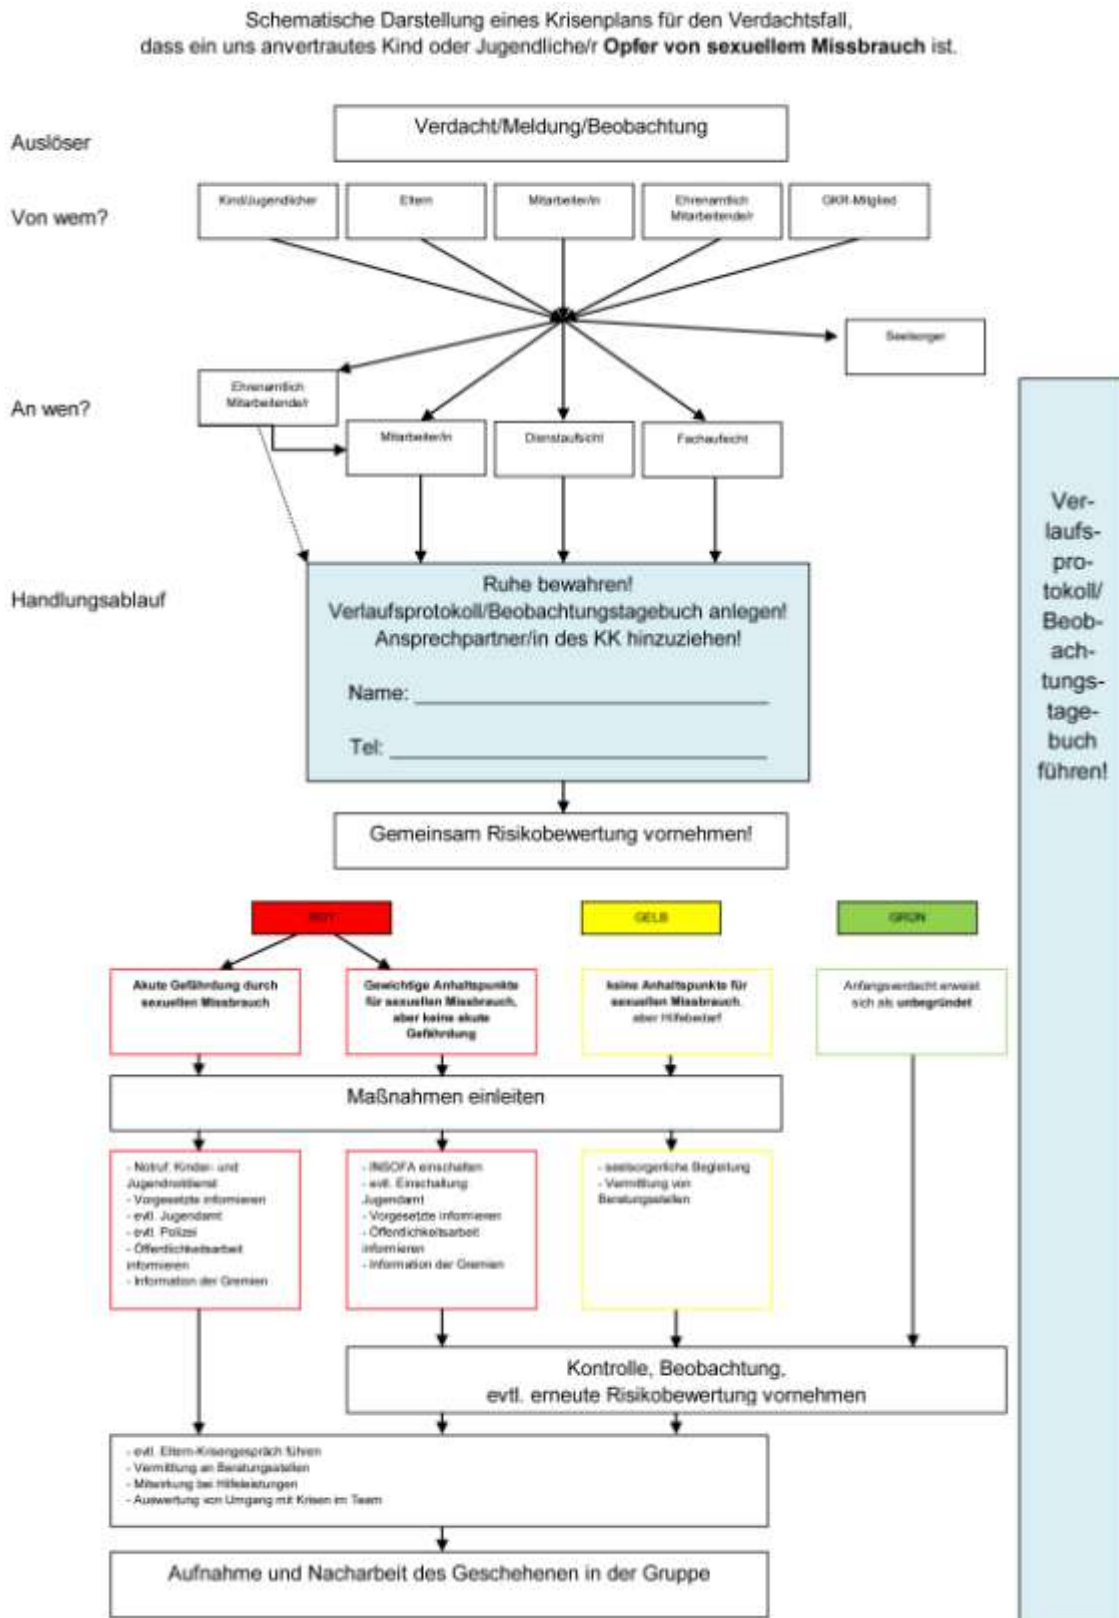 Schematische Darstellung eines Krisenplans für den Verdachtsfall,
dass ein uns anvertrautes Kind oder Jugendliche/r Opfer von sexuellem Missbrauch ist.
Auslöser
Verdacht/Meldung/Beobachtung
Von wem?
Kind/Jugendlicher
Eltern
Mitarbeiter/in
Ehrenamtlich
Mitarbeitende/r
GKR-Mitglied
Seelsorger
An wen?
Ehrenamtlich
Mitarbeitende/r
Mitarbeiter/in
Dienstaufsicht
Fachaufsicht
Handlungsablauf
Ruhe bewahren!
Verlaufsprotokoll/Beobachtungstagebuch anlegen!
Ansprechpartner/in des KK hinzuziehen!
Name:
Tel:
Gemeinsam Risikobewertung vornehmen!
ROT
GELB
GRÜN
Akute Gefährdung durch
sexuellen Missbrauch
Gewichtige Anhaltspunkte
für sexuellen Missbrauch,
aber keine akute
Gefährdung
keine Anhaltspunkte für
sexuellen Missbrauch,
aber Hilfebedarf
Anfangsverdacht erweist
sich als unbegründet
Maßnahmen einleiten
- Notruf: Kinder- und
Jugendnotdienst
- Vorgesetzte informieren
- evtl. Jugendamt
- evtl. Polizei
- Öffentlichkeitsarbeit
informieren
- Information der Gremien
- INSOFA einschalten
- evtl. Einschaltung
Jugendamt
- Vorgesetzte informieren
- Öffentlichkeitsarbeit
informieren
- Information der Gremien
- seelsorgerliche Begleitung
- Vermittlung von
Beratungsstellen
Kontrolle, Beobachtung,
evtl. erneute Risikobewertung vornehmen
- evtl. Eltern-Krisengespräch führen
- Vermittlung an Beratungsstellen
- Mitwirkung bei Hilfeleistungen
- Auswertung von Umgang mit Krisen im Team
Aufnahme und Nacharbeit des Geschehenen in der Gruppe
Ver-
laufs-
pro-
tokoll/
Beob-
ach-
tungs-
tage-
buch
führen!